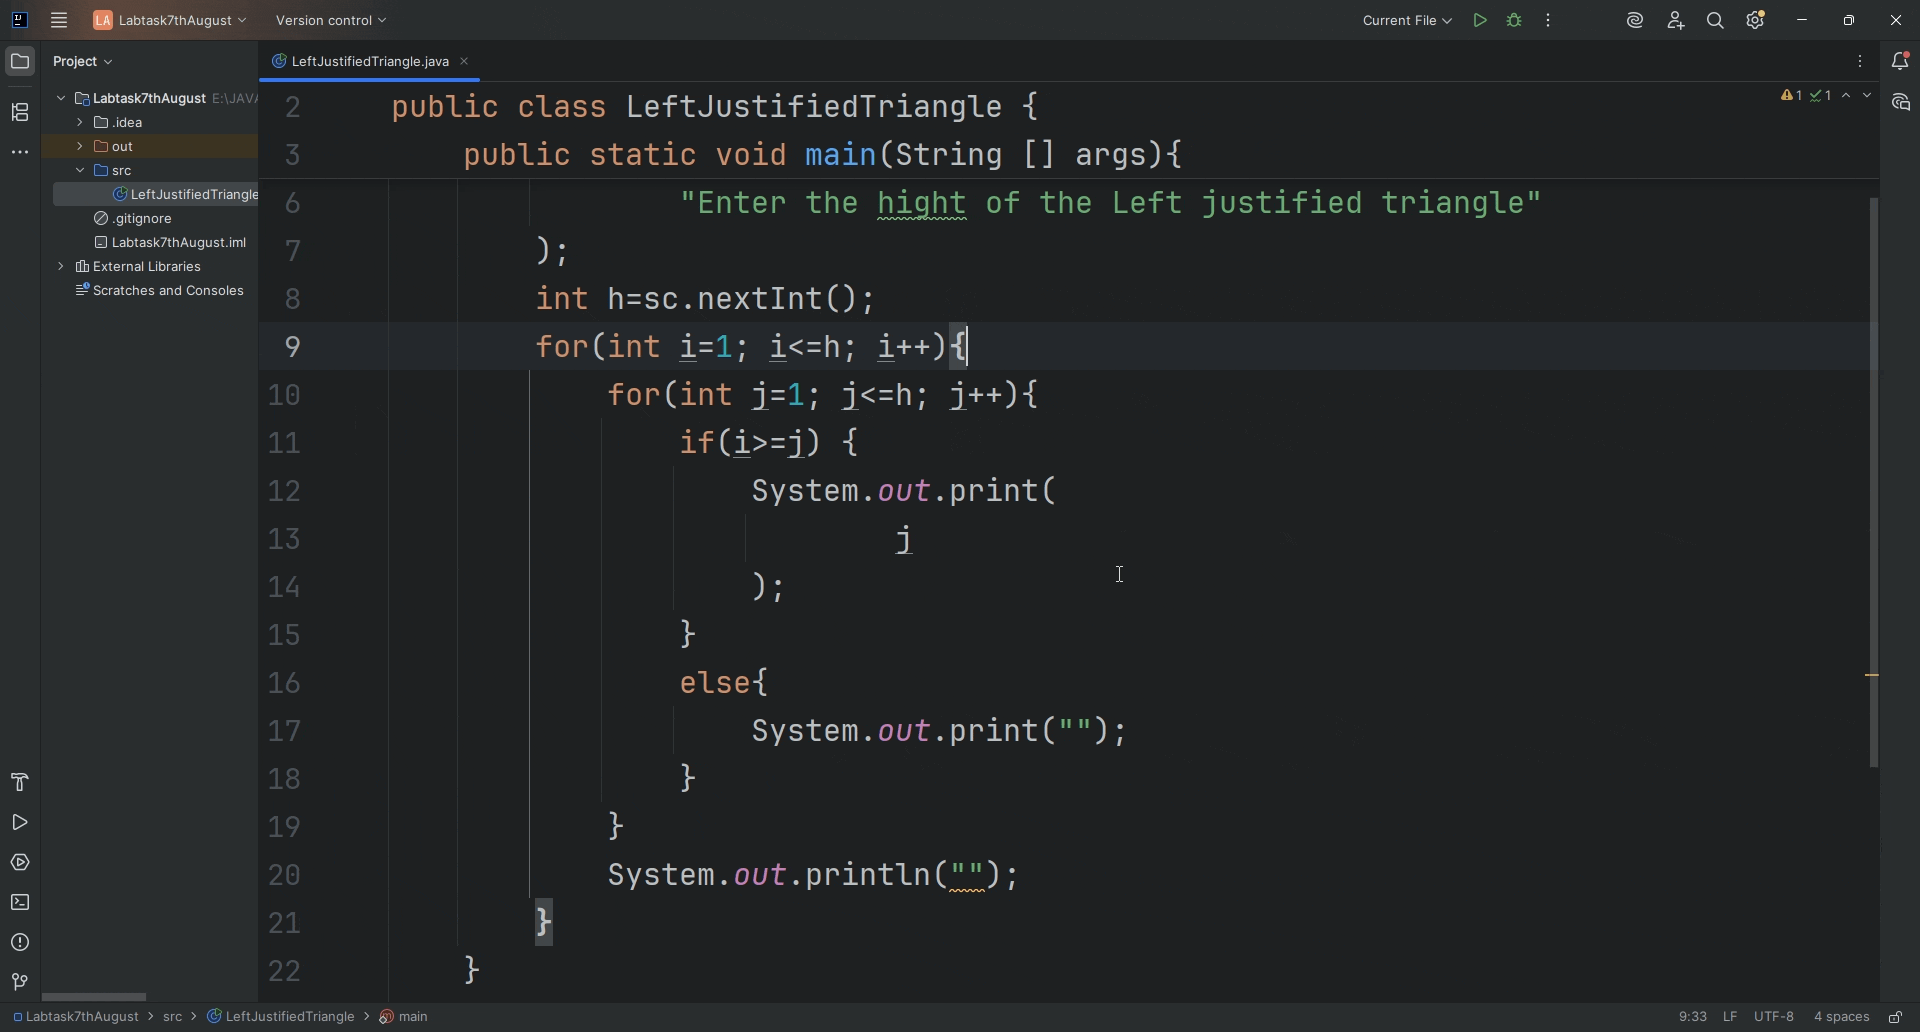 LA Labtask7thAugust Version control Current File
Project
LeftJustifiedTriangle.java
Labtask7thAugust E:\JAVA
.idea
out
src
LeftJustifiedTriangle
.gitignore
Labtask7thAugust.iml
External Libraries
Scratches and Consoles
1 1
2 public class LeftJustifiedTriangle {
3 public static void main(String [] args){
6 "Enter the hight of the Left justified triangle"
7 );
8 int h=sc.nextInt();
9 for(int i=1; i<=h; i++){
10 for(int j=1; j<=h; j++){
11 if(i>=j) {
12 System.out.print(
13 j
14 );
15 }
16 else{
17 System.out.print("");
18 }
19 }
20 System.out.println("");
21 }
22 }
Labtask7thAugust > src > LeftJustifiedTriangle > main 9:33 LF UTF-8 4 spaces